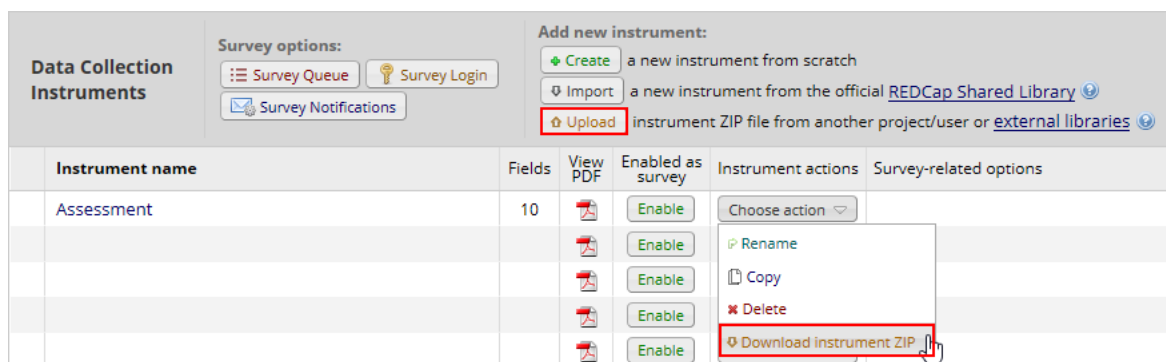 Data Collection Instruments
Survey options:
Survey Queue
Survey Login
Survey Notifications
Add new instrument:
Create a new instrument from scratch
Import a new instrument from the official REDCap Shared Library ?
Upload instrument ZIP file from another project/user or external libraries ?
Instrument name Fields View PDF Enabled as survey Instrument actions Survey-related options
Assessment 10 Enable Choose action
Enable Rename
Enable Copy
Enable Delete
Enable Download instrument ZIP